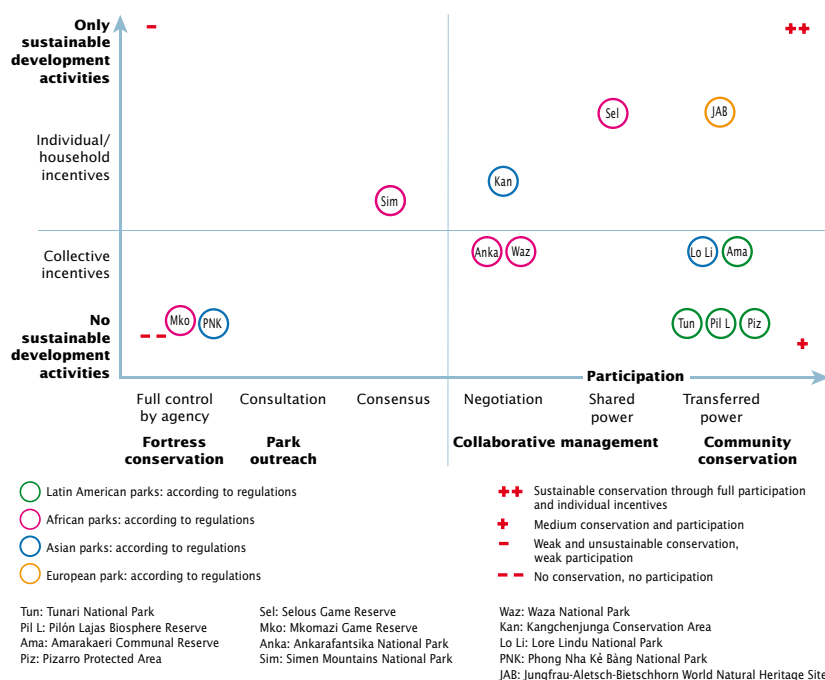 Only
sustainable
development
activities
Individual/
household
incentives
Collective
incentives
No
sustainable
development
activities
Sel
JAB
Kan
Sim
Anka
Waz
Lo Li
Ama
Mko
PNK
Tun
Pil L
Piz
Participation
Full control
by agency
Consultation
Consensus
Negotiation
Shared
power
Transferred
power
Fortress
conservation
Park
outreach
Collaborative management
Community
conservation
Latin American parks: according to regulations
African parks: according to regulations
Asian parks: according to regulations
European park: according to regulations
++ Sustainable conservation through full participation
and individual incentives
+ Medium conservation and participation
– Weak and unsustainable conservation,
weak participation
– – No conservation, no participation
Tun: Tunari National Park
Pil L: Pilón Lajas Biosphere Reserve
Ama: Amarakaeri Communal Reserve
Piz: Pizarro Protected Area
Sel: Selous Game Reserve
Mko: Mkomazi Game Reserve
Anka: Ankarafantsika National Park
Sim: Simen Mountains National Park
Waz: Waza National Park
Kan: Kangchenjunga Conservation Area
Lo Li: Lore Lindu National Park
PNK: Phong Nha Kẻ Bàng National Park
JAB: Jungfrau-Aletsch-Bietschhorn World Natural Heritage Site